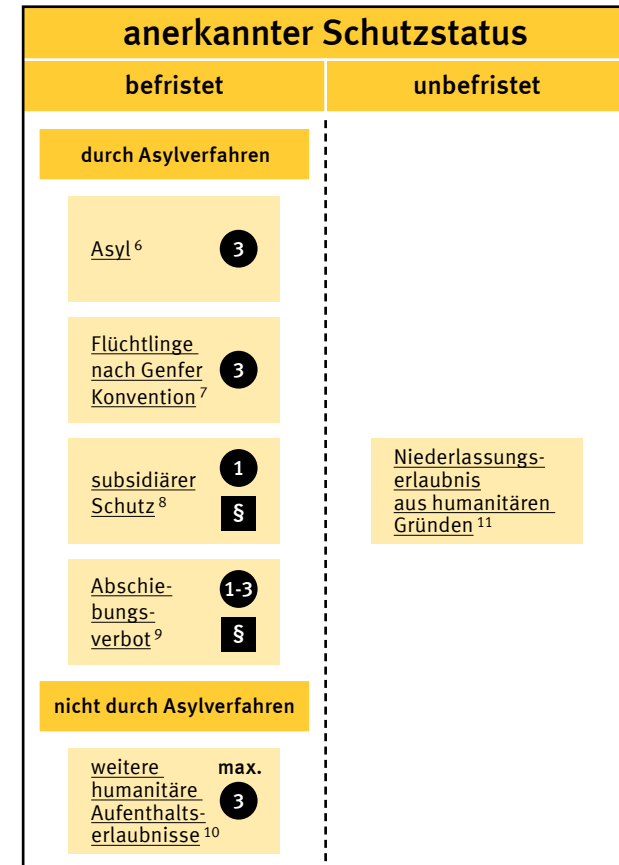 anerkannter Schutzstatus
befristet
unbefristet
durch Asylverfahren
Asyl 6
3
Flüchtlinge
nach Genfer
Konvention 7
3
subsidiärer
Schutz 8
1
§
Abschie-
bungs-
verbot 9
1-3
§
nicht durch Asylverfahren
weitere
humanitäre
Aufenthalts-
erlaubnisse 10
max.
3
Niederlassungs-
erlaubnis
aus humanitären
Gründen 11